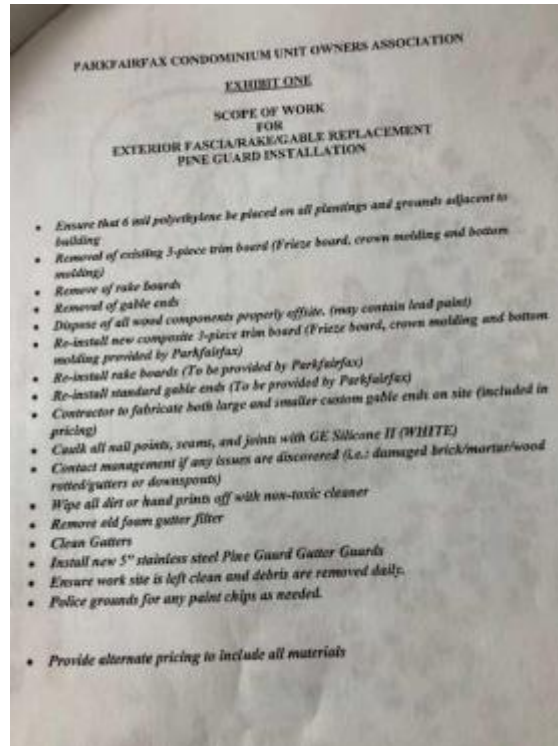 PARKFAIRFAX CONDOMINIUM UNIT OWNERS ASSOCIATION
EXHIBIT ONE
SCOPE OF WORK
FOR
EXTERIOR FASCIA/RAKE/GABLE REPLACEMENT
PINE GUARD INSTALLATION
• Ensure that 6 mil polyethylene be placed on all plantings and grounds adjacent to
building
• Removal of existing 3-piece trim board (Frieze board, crown molding and bottom
molding)
• Remove of rake boards
• Removal of gable ends
• Dispose of all wood components properly offsite. (may contain lead paint)
• Re-install new composite 3-piece trim board (Frieze board, crown molding and bottom
molding provided by Parkfairfax)
• Re-install rake boards (To be provided by Parkfairfax)
• Re-install standard gable ends (To be provided by Parkfairfax)
• Contractor to fabricate both large and smaller custom gable ends on site (included in
pricing)
• Caulk all nail points, seams, and joints with GE Silicone II (WHITE)
• Contact management if any issues are discovered (i.e.: damaged brick/mortar/wood
rotted/gutters or downspouts)
• Wipe all dirt or hand prints off with non-toxic cleaner
• Remove old foam gutter filter
• Clean Gutters
• Install new 5" stainless steel Pine Guard Gutter Guards
• Ensure work site is left clean and debris are removed daily.
• Police grounds for any paint chips as needed.
• Provide alternate pricing to include all materials